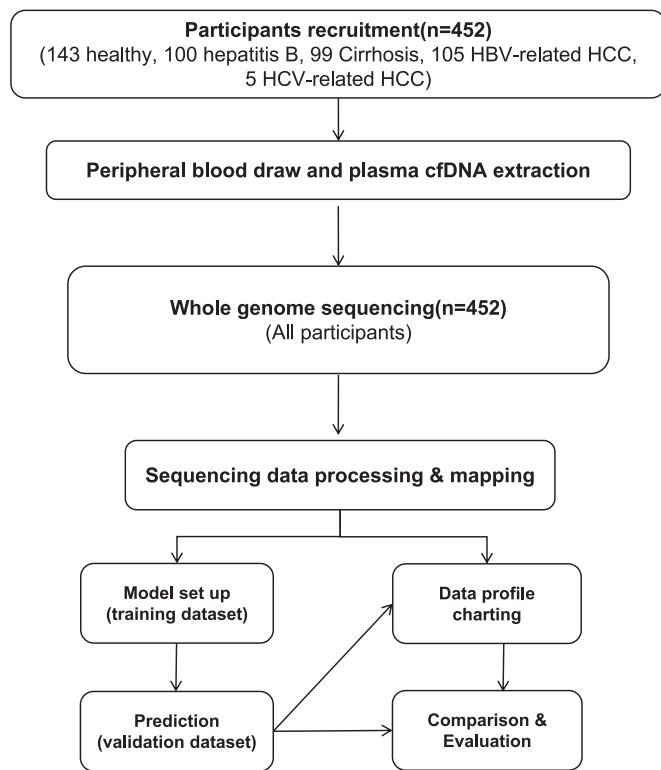 Participants recruitment(n=452)
(143 healthy, 100 hepatitis B, 99 Cirrhosis, 105 HBV-related HCC,
5 HCV-related HCC)
Peripheral blood draw and plasma cfDNA extraction
Whole genome sequencing(n=452)
(All participants)
Sequencing data processing & mapping
Model set up
(training dataset)
Data profile
charting
Prediction
(validation dataset)
Comparison &
Evaluation